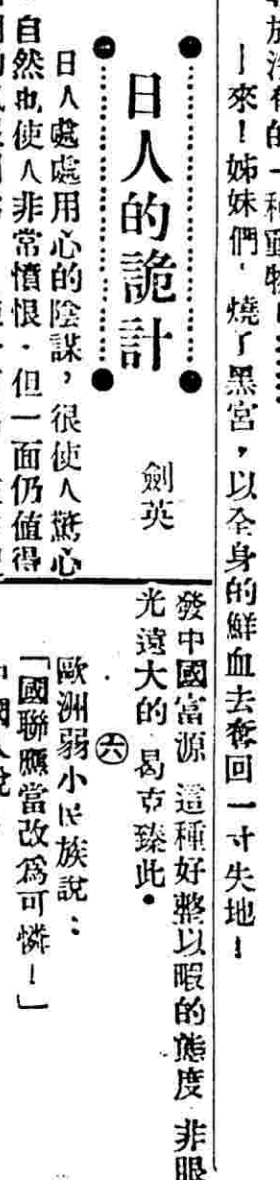 來！姊妹們，燒了黑宮，以全身的鮮血去奪回一寸失地！
日人的詭計
劍英
日人處處用心的陰謀，很使人驚心
自然也使人非常憤恨．但一面仍值得
發中國富源 這種好整以暇的態度 非眼
光遠大的 曷克臻此．
㊅
歐洲弱小民族說：
「國聯應當改爲可憐！」